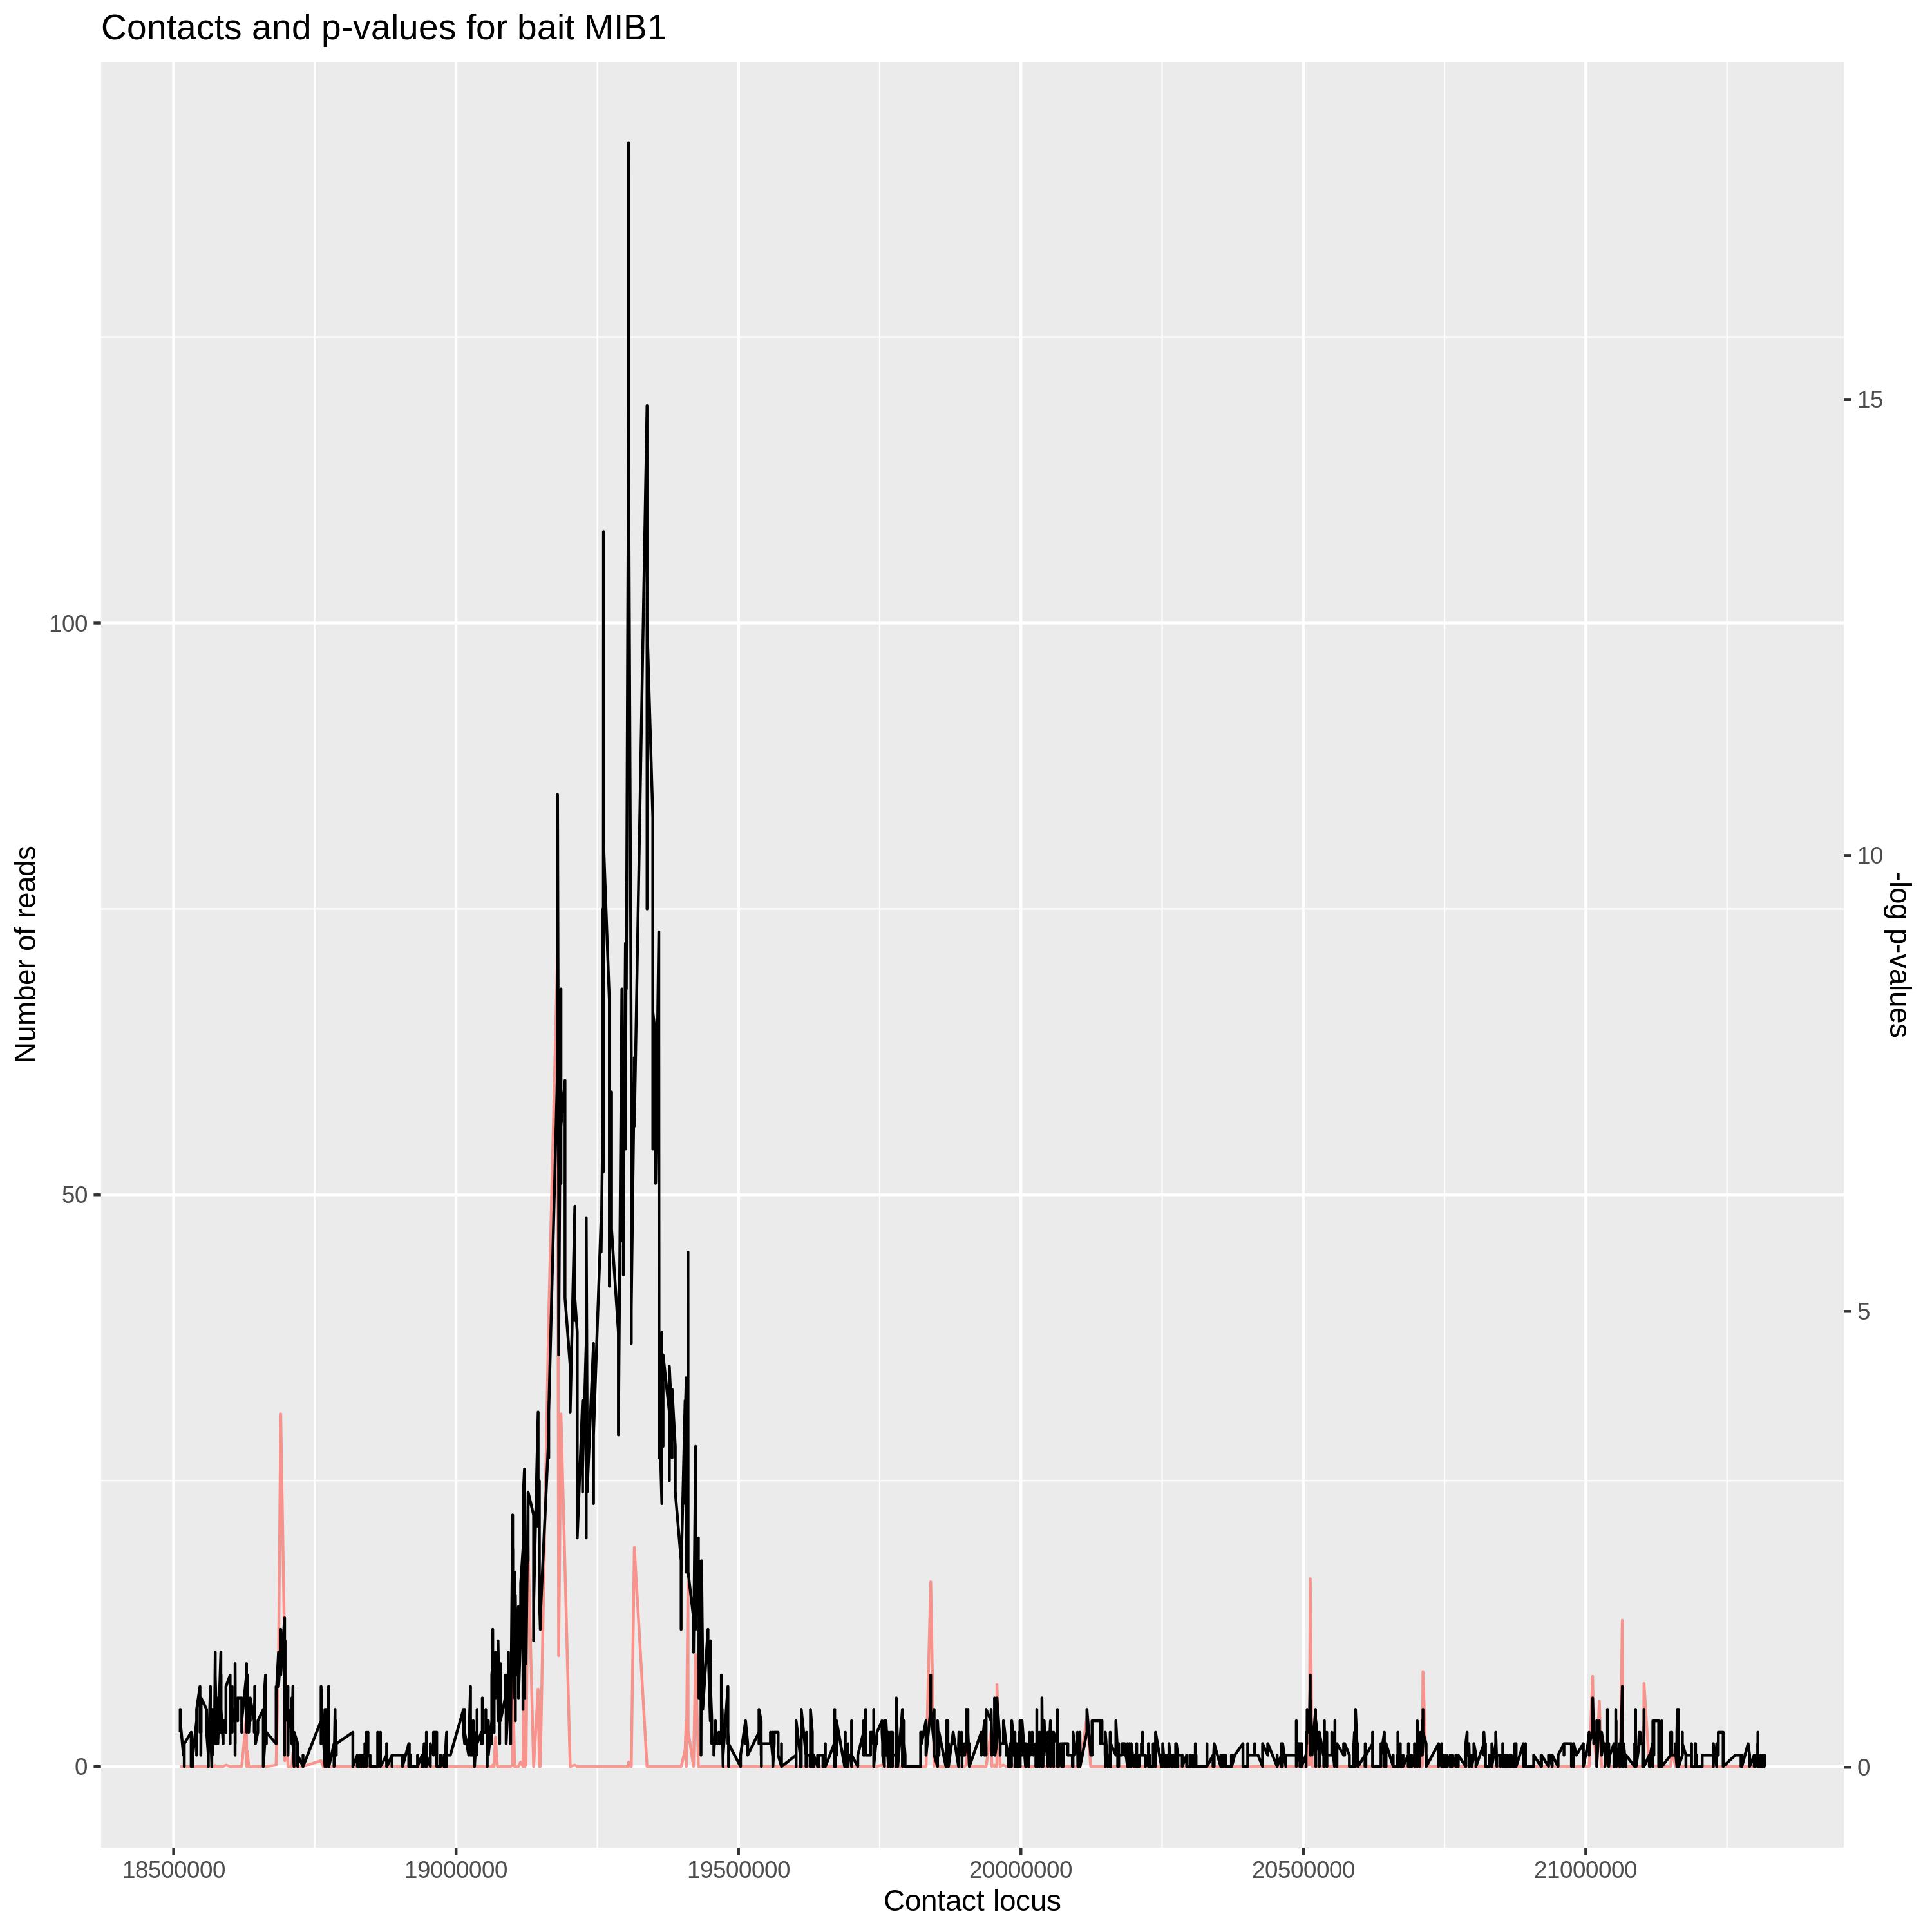 Contacts and p-values for bait MIB1
Number of reads
100
50
0
15
10
5
0
-log p-values
18500000 19000000 19500000 20000000 20500000 21000000
Contact locus